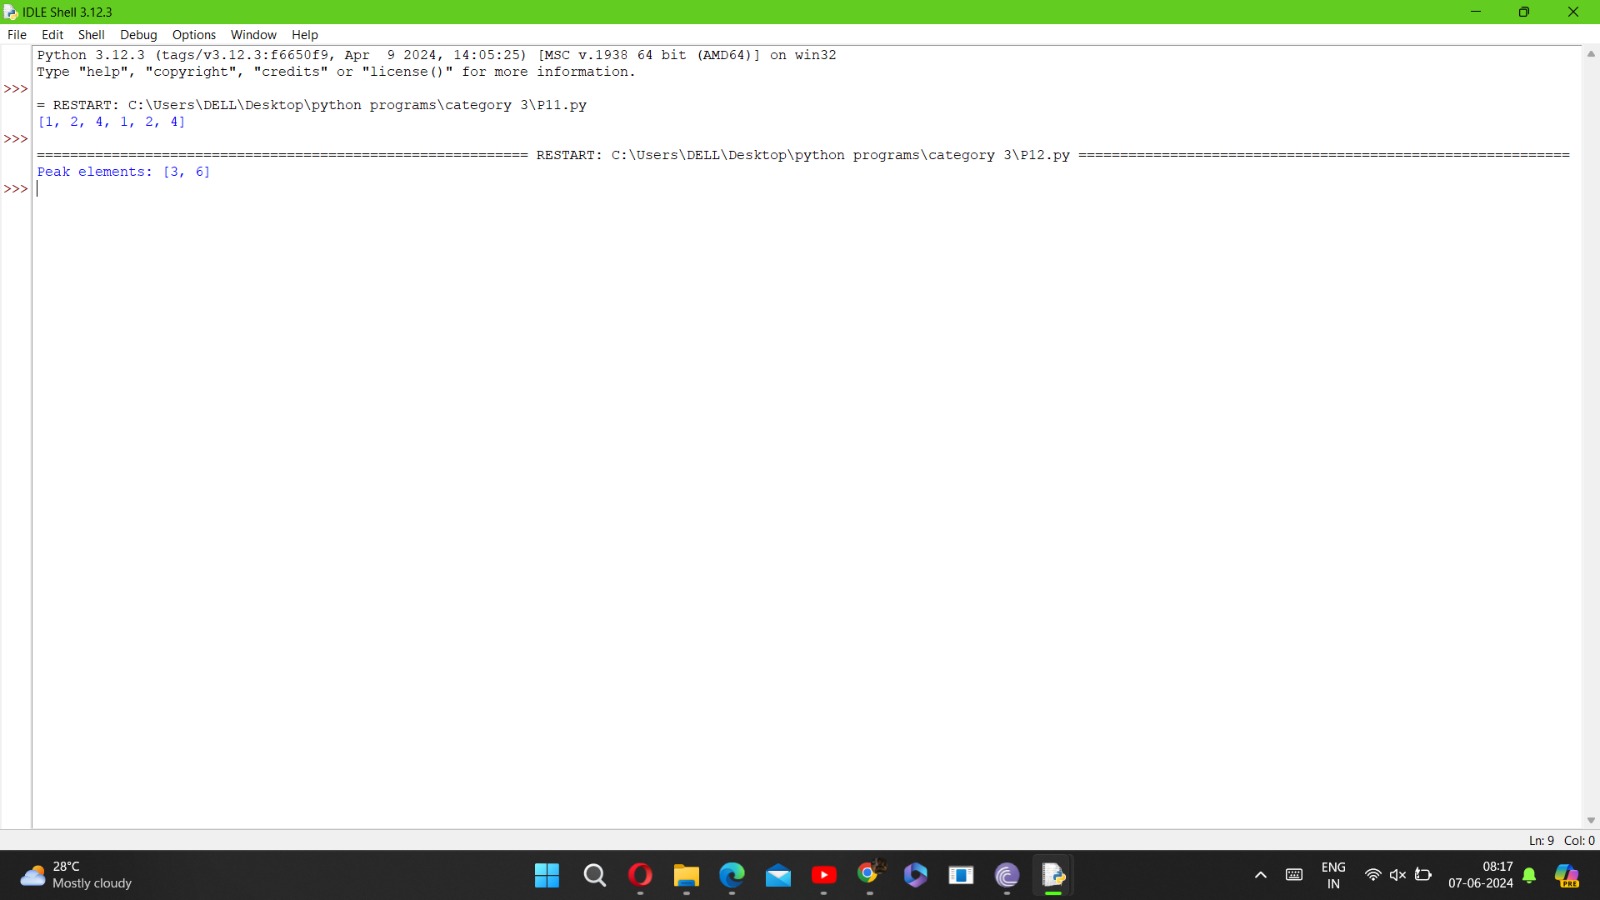 IDLE Shell 3.12.3
File Edit Shell Debug Options Window Help
Python 3.12.3 (tags/v3.12.3:f6650f9, Apr  9 2024, 14:05:25) [MSC v.1938 64 bit (AMD64)] on win32
Type "help", "copyright", "credits" or "license()" for more information.
>>>
= RESTART: C:\Users\DELL\Desktop\python programs\category 3\P11.py
[1, 2, 4, 1, 2, 4]
>>>
=========================================================== RESTART: C:\Users\DELL\Desktop\python programs\category 3\P12.py ===========================================================
Peak elements: [3, 6]
>>>
Ln: 9 Col: 0
28°C
Mostly cloudy
ENG
IN
08:17
07-06-2024
PRE